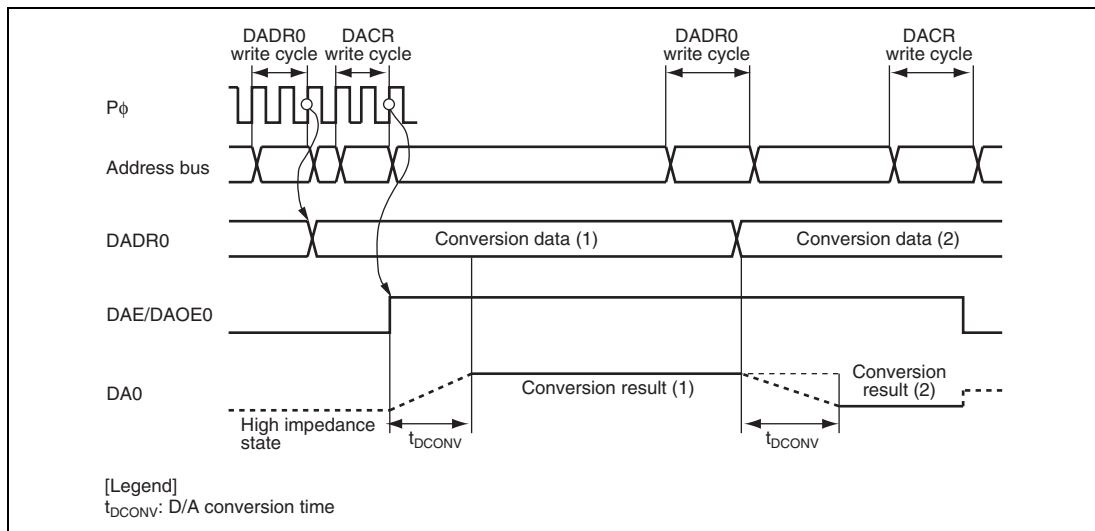 DADR0 write cycle
DACR write cycle
DADR0 write cycle
DACR write cycle
Pϕ
Address bus
DADR0
Conversion data (1)
Conversion data (2)
DAE/DAOE0
DA0
Conversion result (1)
Conversion result (2)
High impedance state
tDCONV
tDCONV
[Legend]
tDCONV: D/A conversion time